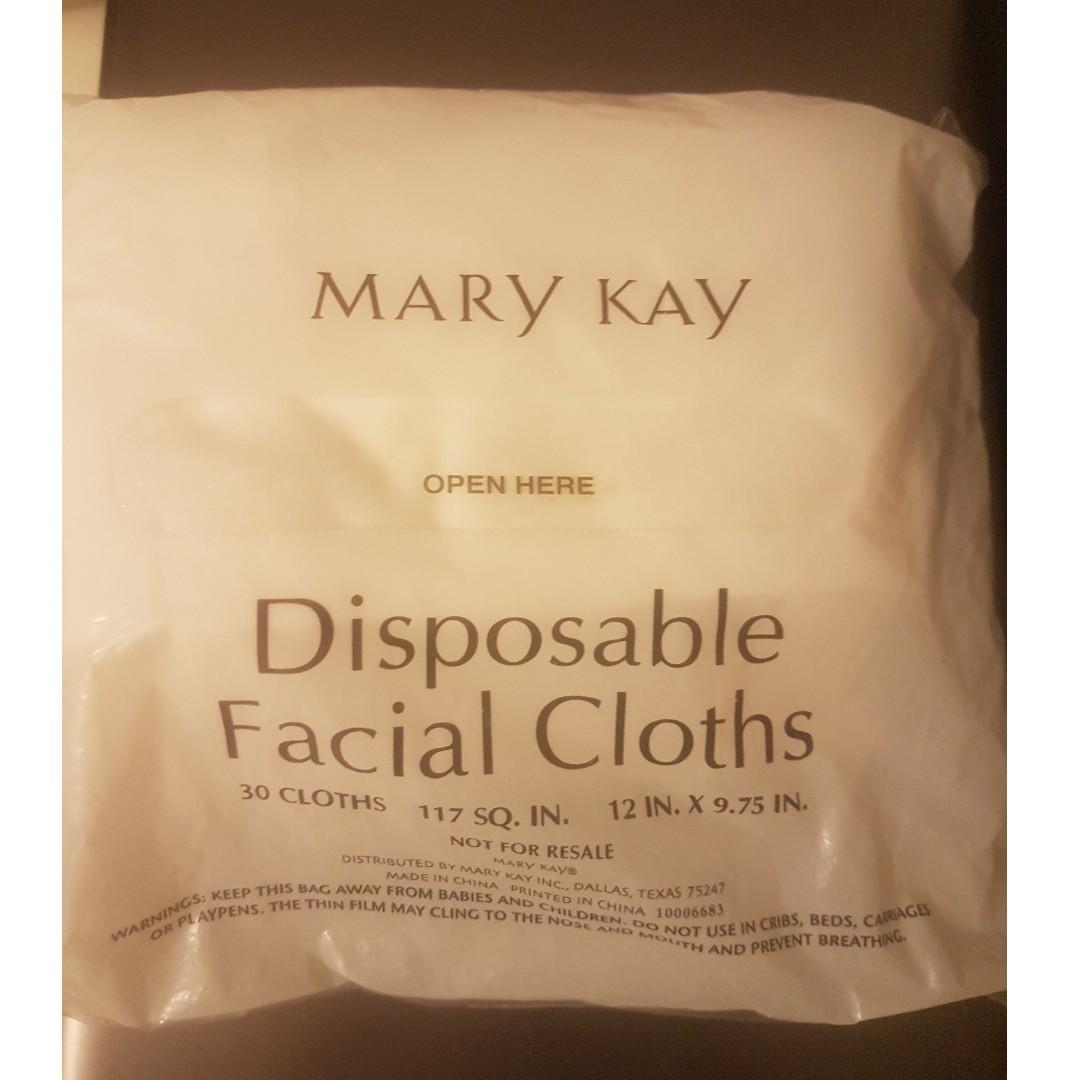 MARY KAY
OPEN HERE
Disposable
Facial Cloths
30 CLOTHS 117 SQ. IN. 12 IN. X 9.75 IN.
NOT FOR RESALE
MARY KAY®
DISTRIBUTED BY MARY KAY INC., DALLAS, TEXAS 75247
MADE IN CHINA PRINTED IN CHINA 10006683
WARNINGS: KEEP THIS BAG AWAY FROM BABIES AND CHILDREN. DO NOT USE IN CRIBS, BEDS, CARRIAGES
OR PLAYPENS. THE THIN FILM MAY CLING TO THE NOSE AND MOUTH AND PREVENT BREATHING.